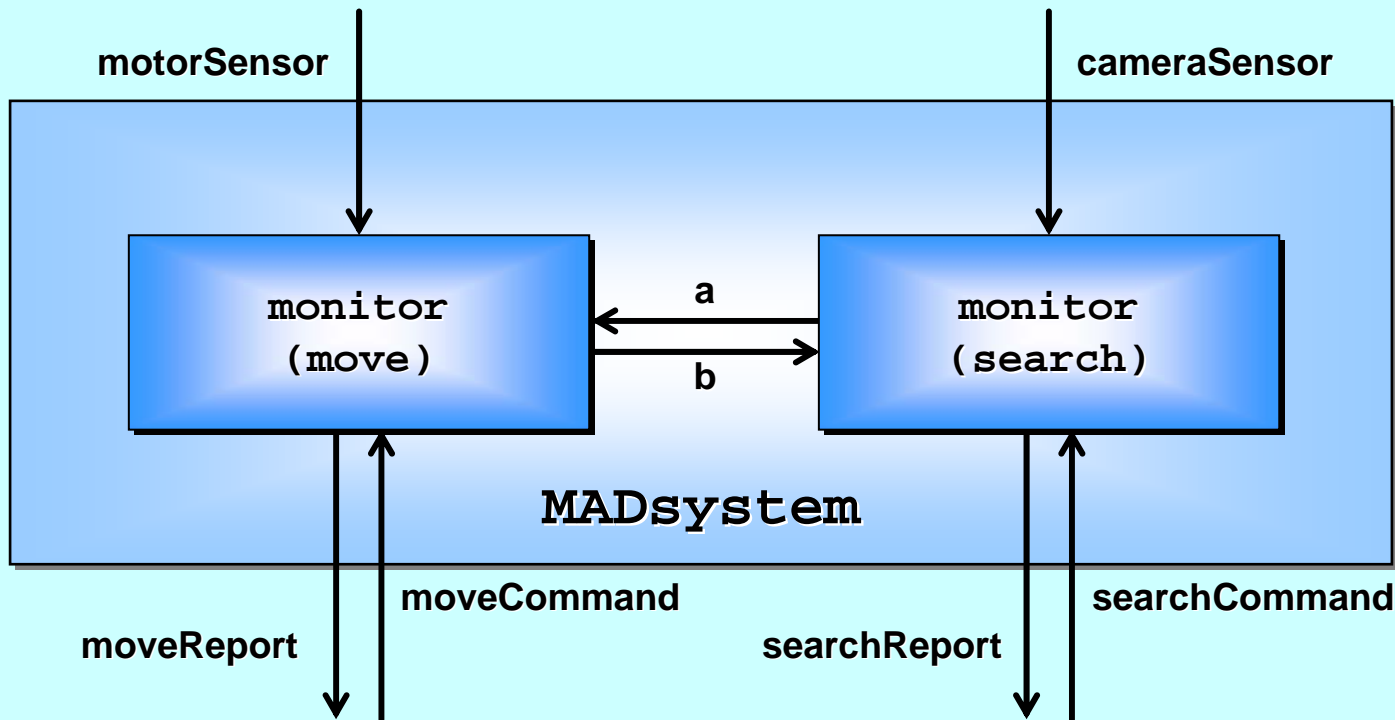 motorSensor
cameraSensor
monitor
(move)
a
b
monitor
(search)
MADsystem
moveCommand
searchCommand
moveReport
searchReport